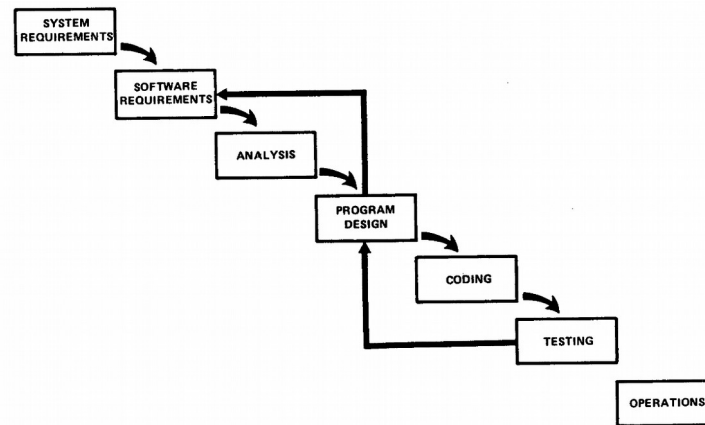 SYSTEM
REQUIREMENTS
SOFTWARE
REQUIREMENTS
ANALYSIS
PROGRAM
DESIGN
CODING
TESTING
OPERATIONS